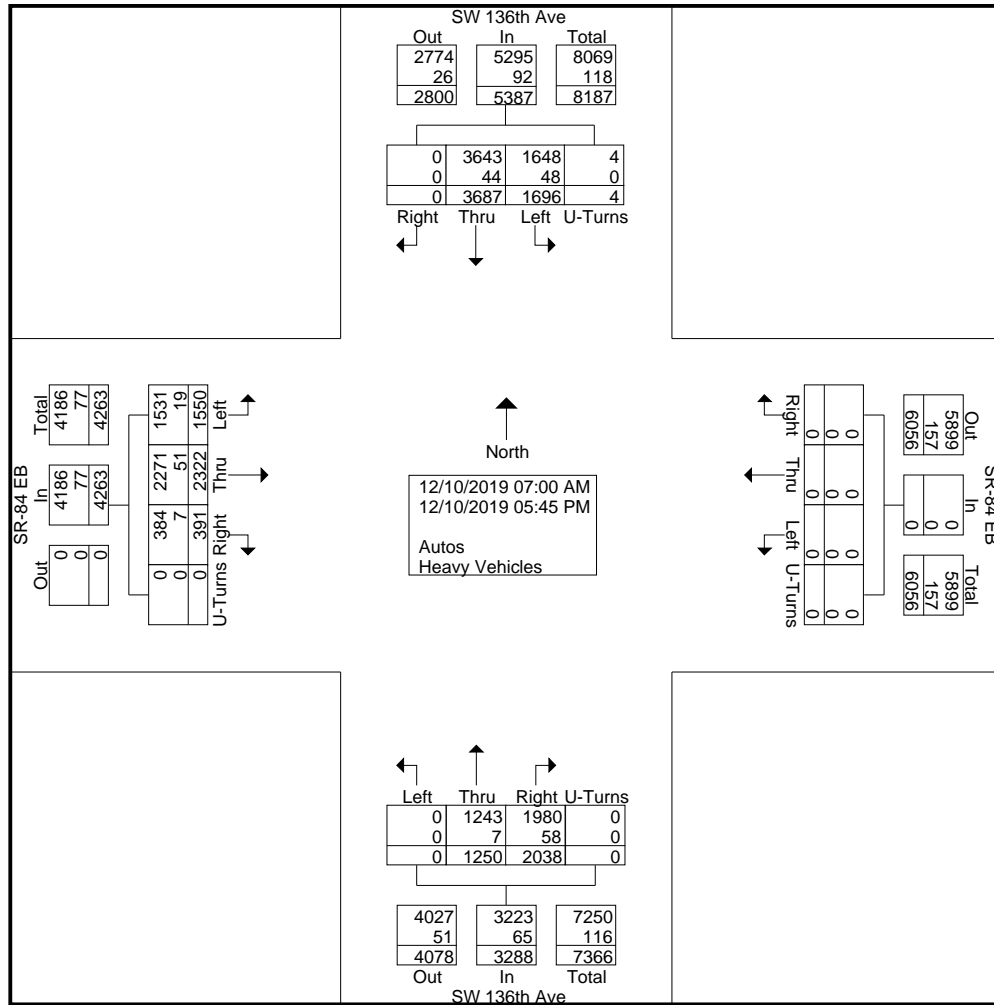 SW 136th Ave
Out In Total
2774 5295 8069
26 92 118
2800 5387 8187
0 3643 1648 4
0 44 48 0
0 3687 1696 4
Right Thru Left U-Turns
SR-84 EB
Total In Out
4186 4186 0
77 77 0
4263 4263 0
1531 2271 384 0
19 51 7 0
1550 2322 391 0
Left Thru Right U-Turns
North
12/10/2019 07:00 AM
12/10/2019 05:45 PM
Autos
Heavy Vehicles
Right Thru Left U-Turns
0 0 0 0
0 0 0 0
0 0 0 0
Out In Total
5899 0 5899
157 0 157
6056 0 6056
SR-84 EB
Left Thru Right U-Turns
0 1243 1980 0
0 7 58 0
0 1250 2038 0
4027 3223 7250
51 65 116
4078 3288 7366
Out In Total
SW 136th Ave